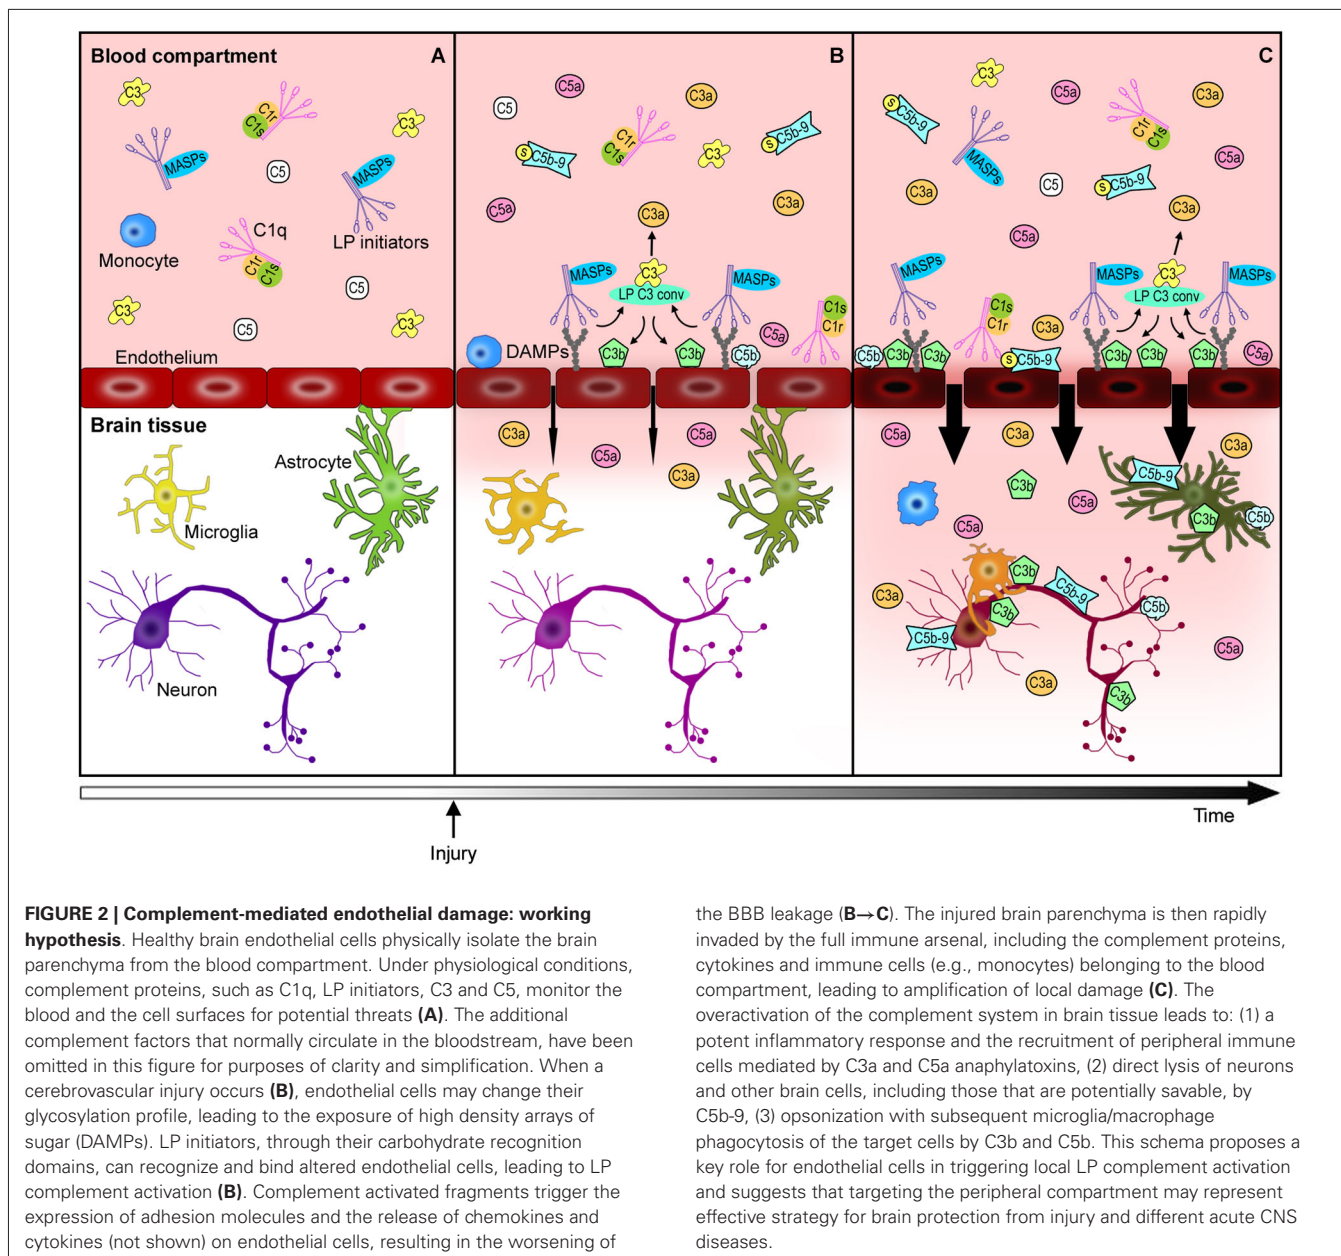 Blood compartment
A
C3
C1r
C1s
C3
MASPs
C5
MASPs
LP initiators
C1q
Monocyte
C1r
C1s
C5
C3
C5
C3
Endothelium
Brain tissue
Astrocyte
Microglia
Neuron
B
C5a
C3a
C5
C1r
C1s
S
C5b-9
C3
S
C5b-9
C5a
C3a
C3a
MASPs
C3
MASPs
LP C3 conv
C1s
C1r
C5a
DAMPs
C3b
C3b
C5b
C3a
C5a
C5a
C3a
C
C3
C5a
C3a
S
C5b-9
C1r
C1s
MASPs
C5a
C3a
C5
S
C5b-9
C3a
C5a
MASPs
MASPs
C3
MASPs
LP C3 conv
C1s
C1r
C3a
C5b
C3b
C3b
S
C5b-9
C3b
C3b
C3b
C5a
C5a
C3a
C3a
C5b-9
C3b
C5a
C3b
C5b
C5a
C3b
C3a
C3b
C5b-9
C5b
C5b-9
C5a
C3a
C3b
Time
Injury
FIGURE 2 | Complement-mediated endothelial damage: working
hypothesis. Healthy brain endothelial cells physically isolate the brain
parenchyma from the blood compartment. Under physiological conditions,
complement proteins, such as C1q, LP initiators, C3 and C5, monitor the
blood and the cell surfaces for potential threats (A). The additional
complement factors that normally circulate in the bloodstream, have been
omitted in this figure for purposes of clarity and simplification. When a
cerebrovascular injury occurs (B), endothelial cells may change their
glycosylation profile, leading to the exposure of high density arrays of
sugar (DAMPs). LP initiators, through their carbohydrate recognition
domains, can recognize and bind altered endothelial cells, leading to LP
complement activation (B). Complement activated fragments trigger the
expression of adhesion molecules and the release of chemokines and
cytokines (not shown) on endothelial cells, resulting in the worsening of
the BBB leakage (B→C). The injured brain parenchyma is then rapidly
invaded by the full immune arsenal, including the complement proteins,
cytokines and immune cells (e.g., monocytes) belonging to the blood
compartment, leading to amplification of local damage (C). The
overactivation of the complement system in brain tissue leads to: (1) a
potent inflammatory response and the recruitment of peripheral immune
cells mediated by C3a and C5a anaphylatoxins, (2) direct lysis of neurons
and other brain cells, including those that are potentially savable, by
C5b-9, (3) opsonization with subsequent microglia/macrophage
phagocytosis of the target cells by C3b and C5b. This schema proposes a
key role for endothelial cells in triggering local LP complement activation
and suggests that targeting the peripheral compartment may represent
effective strategy for brain protection from injury and different acute CNS
diseases.